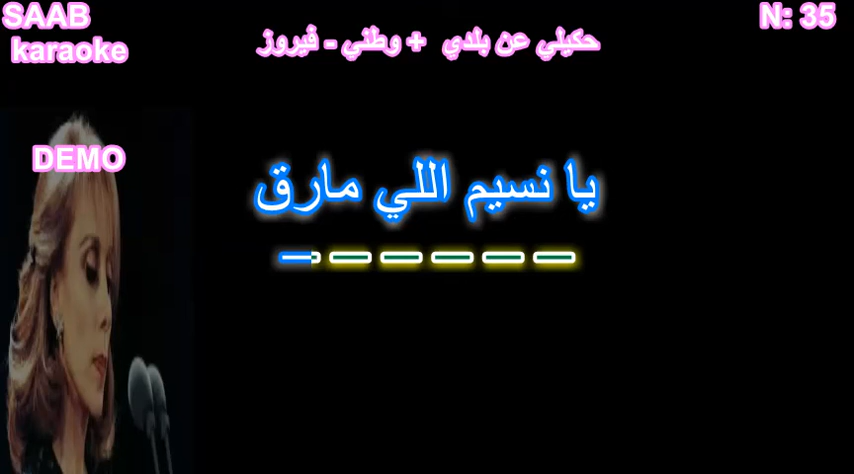 SAAB
karaoke
حكيلي عن بلدي + وطني - فيروز
N: 35
DEMO
يا نسيم اللي مارق